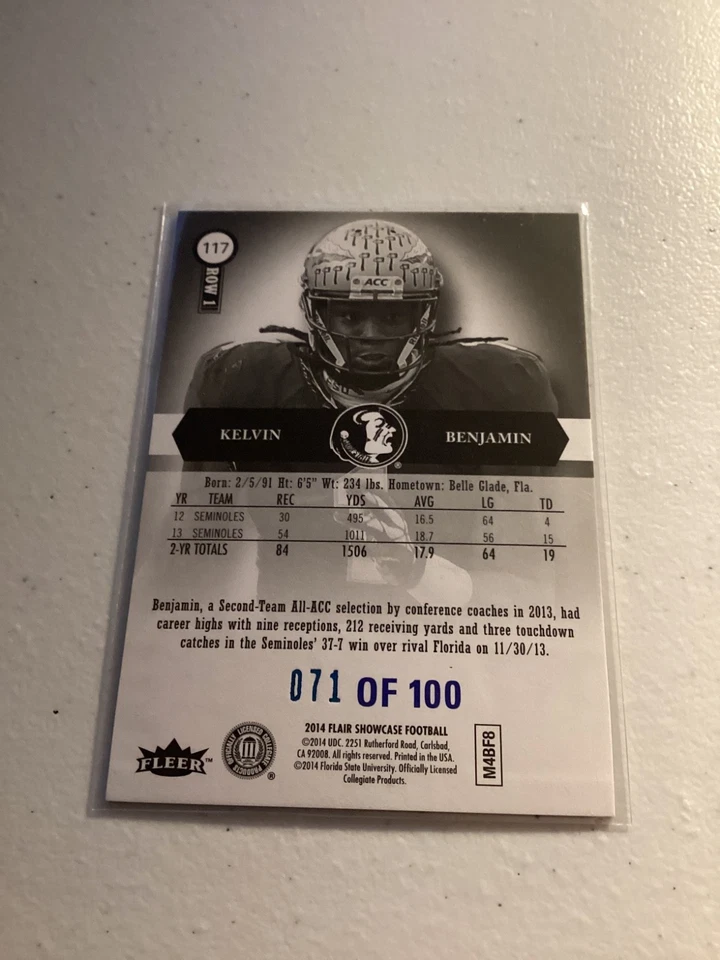 117
ROW 1
ACC
KELVIN BENJAMIN
®
Born: 2/5/91 Ht: 6'5" Wt: 234 lbs. Hometown: Belle Glade, Fla.
YR TEAM REC YDS AVG LG TD
12 SEMINOLES 30 495 16.5 64 4
13 SEMINOLES 54 1011 18.7 56 15
2-YR TOTALS 84 1506 17.9 64 19
Benjamin, a Second-Team All-ACC selection by conference coaches in 2013, had
career highs with nine receptions, 212 receiving yards and three touchdown
catches in the Seminoles' 37-7 win over rival Florida on 11/30/13.
071 OF 100
FLEER™
OFFICIALLY LICENSED COLLEGIATE PRODUCTS
®
2014 FLAIR SHOWCASE FOOTBALL
©2014 UDC. 2251 Rutherford Road, Carlsbad,
CA 92008. All rights reserved. Printed in the USA.
©2014 Florida State University. Officially Licensed
Collegiate Products.
M4BF8